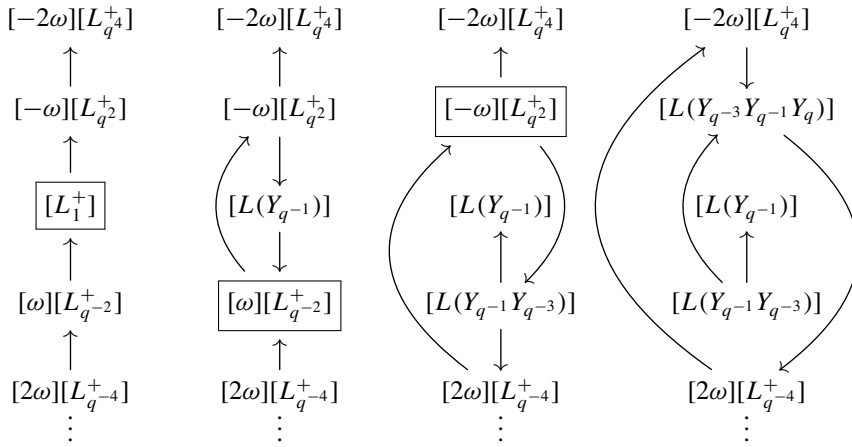 [−2ω][L⁺_{q⁴}] [−2ω][L⁺_{q⁴}] [−2ω][L⁺_{q⁴}] [−2ω][L⁺_{q⁴}]
[−ω][L⁺_{q²}] [−ω][L⁺_{q²}] [−ω][L⁺_{q²}] [L(Y_{q⁻³}Y_{q⁻¹}Y_q)]
[L⁺_1] [L(Y_{q⁻¹})] [L(Y_{q⁻¹})] [L(Y_{q⁻¹})]
[ω][L⁺_{q⁻²}] [ω][L⁺_{q⁻²}] [L(Y_{q⁻¹}Y_{q⁻³})] [L(Y_{q⁻¹}Y_{q⁻³})]
[2ω][L⁺_{q⁻⁴}] [2ω][L⁺_{q⁻⁴}] [2ω][L⁺_{q⁻⁴}] [2ω][L⁺_{q⁻⁴}]
⋮ ⋮ ⋮ ⋮